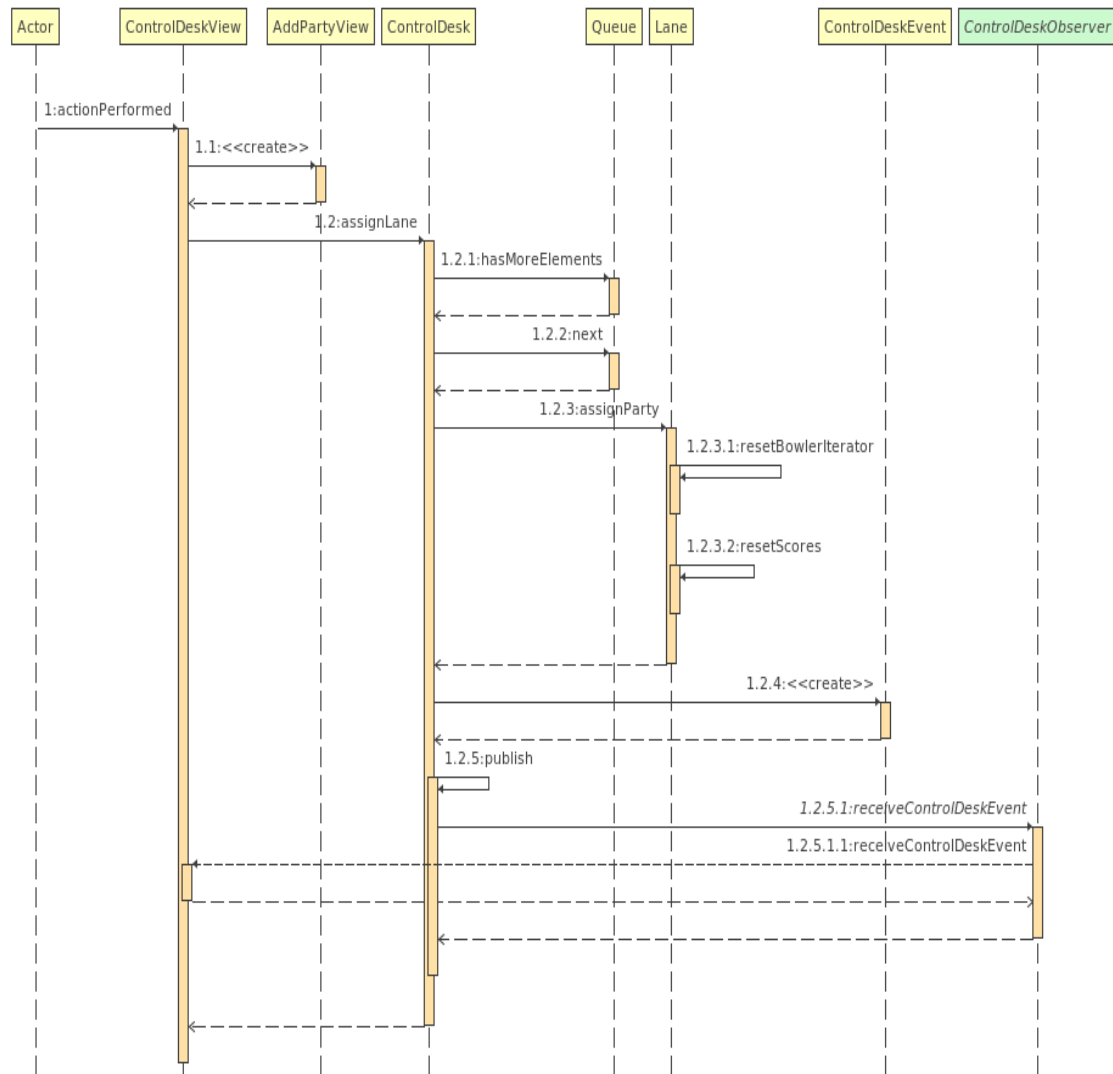 Actor
ControlDeskView
AddPartyView
ControlDesk
Queue
Lane
ControlDeskEvent
ControlDeskObserver
1:actionPerformed
1.1:<<create>>
1.2:assignLane
1.2.1:hasMoreElements
1.2.2:next
1.2.3:assignParty
1.2.3.1:resetBowlerIterator
1.2.3.2:resetScores
1.2.4:<<create>>
1.2.5:publish
1.2.5.1:receiveControlDeskEvent
1.2.5.1.1:receiveControlDeskEvent